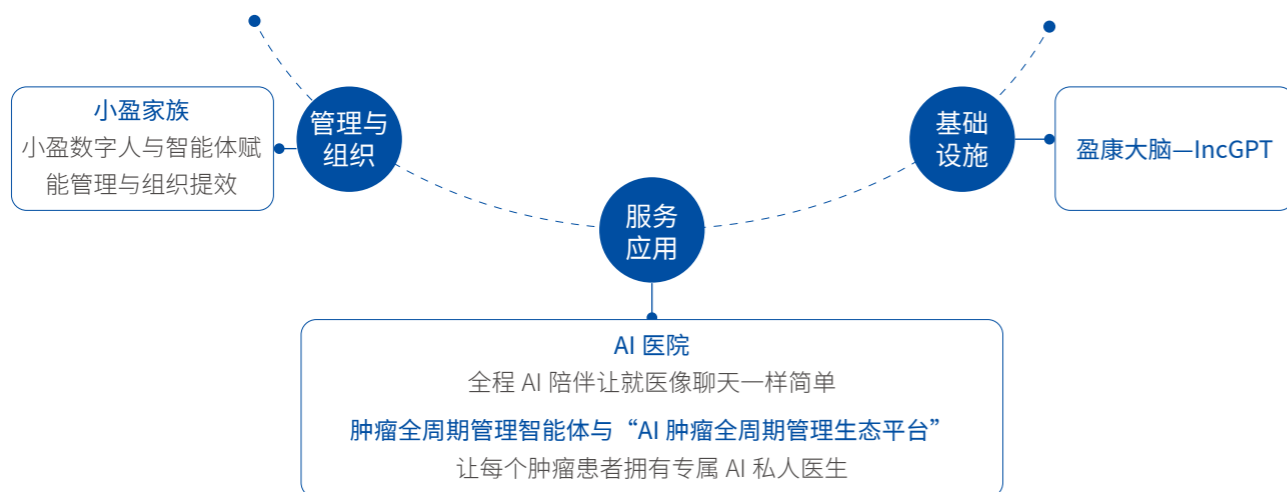 小盈家族
小盈数字人与智能体赋
能管理与组织提效
管理与
组织
服务
应用
基础
设施
盈康大脑—IncGPT
AI 医院
全程 AI 陪伴让就医像聊天一样简单
肿瘤全周期管理智能体与“AI 肿瘤全周期管理生态平台”
让每个肿瘤患者拥有专属 AI 私人医生